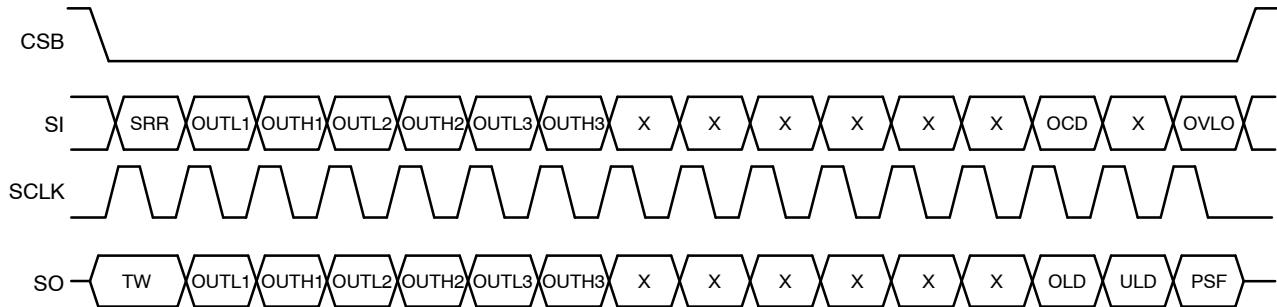 CSB
SI SRR OUTL1 OUTH1 OUTL2 OUTH2 OUTL3 OUTH3 X X X X X X OCD X OVLO
SCLK
SO TW OUTL1 OUTH1 OUTL2 OUTH2 OUTL3 OUTH3 X X X X X X OLD ULD PSF